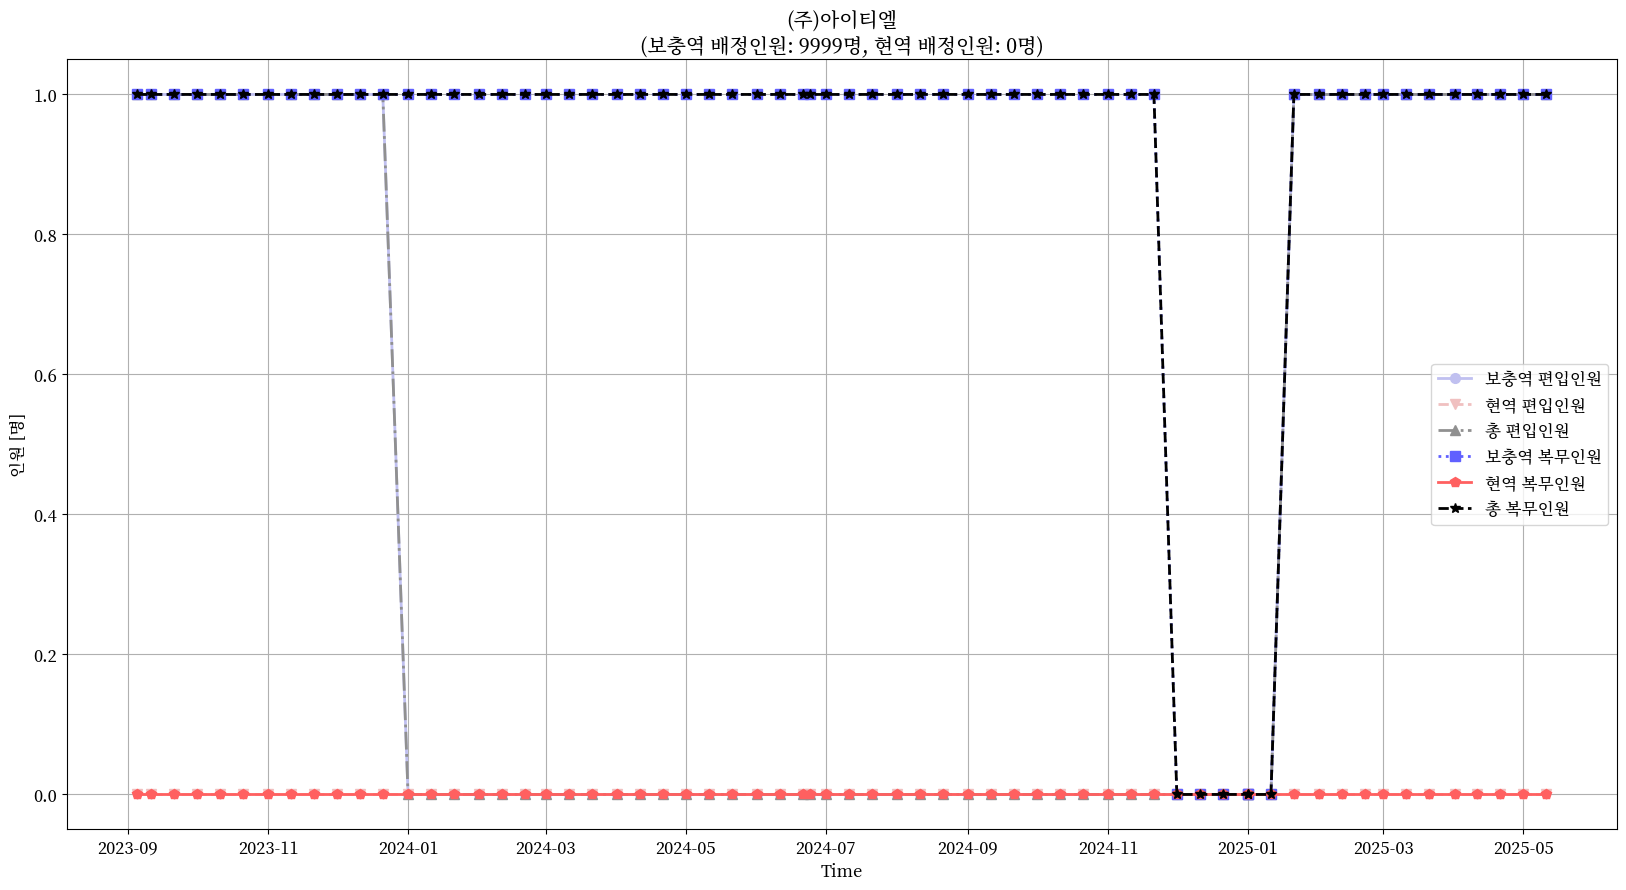 (주)아이티엘
(보충역 배정인원: 9999명, 현역 배정인원: 0명)
1.0
0.8
0.6
0.4
0.2
0.0
인원 [명]
보충역 편입인원
현역 편입인원
총 편입인원
보충역 복무인원
현역 복무인원
총 복무인원
2023-09 2023-11 2024-01 2024-03 2024-05 2024-07 2024-09 2024-11 2025-01 2025-03 2025-05
Time